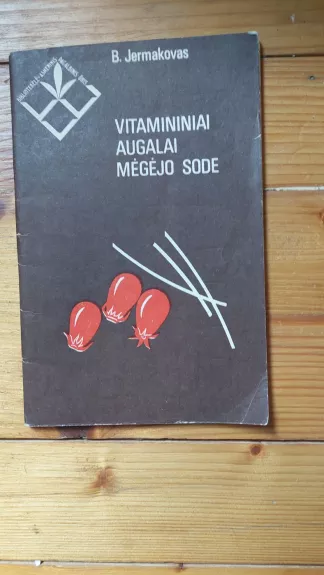 B. Jermakovas
VITAMININIAI
AUGALAI
MĖGĖJO SODE